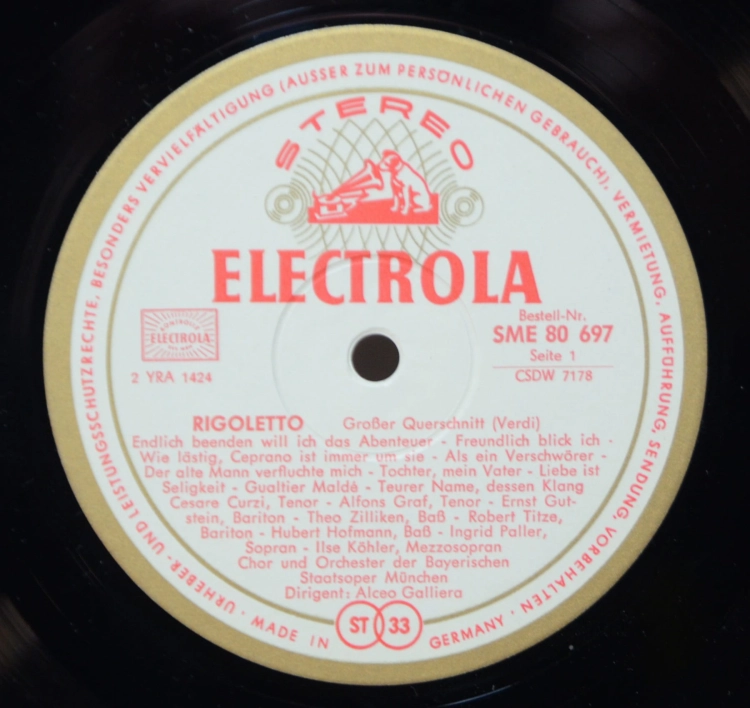 URHEBER- UND LEISTUNGSSCHUTZRECHTE, BESONDERS VERVIELFÄLTIGUNG (AUSSER ZUM PERSÖNLICHEN GEBRAUCH), VERMIETUNG, AUFFÜHRUNG, SENDUNG, VORBEHALTEN ·
STEREO
ELECTROLA
ELECTROLA
Bestell-Nr.
SME 80 697
Seite 1
2 YRA 1424
CSDW 7178
RIGOLETTO Großer Querschnitt (Verdi)
Endlich beenden will ich das Abenteuer - Freundlich blick ich -
Wie lästig, Ceprano ist immer um sie - Als ein Verschwörer -
Der alte Mann verfluchte mich - Tochter, mein Vater - Liebe ist
Seligkeit - Gualtier Maldé - Teurer Name, dessen Klang
Cesare Curzi, Tenor - Alfons Graf, Tenor - Ernst Gut-
stein, Bariton - Theo Zilliken, Baß - Robert Titze,
Bariton - Hubert Hofmann, Baß - Ingrid Paller,
Sopran - Ilse Köhler, Mezzosopran
Chor und Orchester der Bayerischen
Staatsoper München
Dirigent: Alceo Galliera
MADE IN ST 33 GERMANY ·